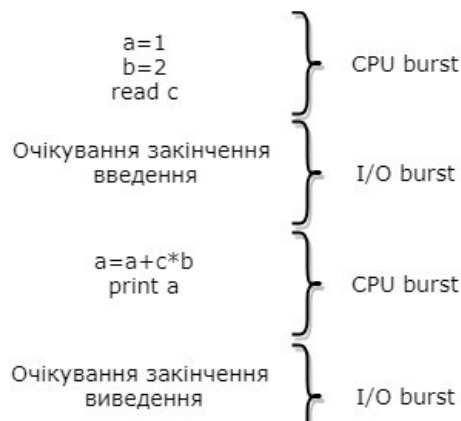 a=1
b=2
read c
CPU burst
Очікування закінчення
введення
I/O burst
a=a+c*b
print a
CPU burst
Очікування закінчення
виведення
I/O burst